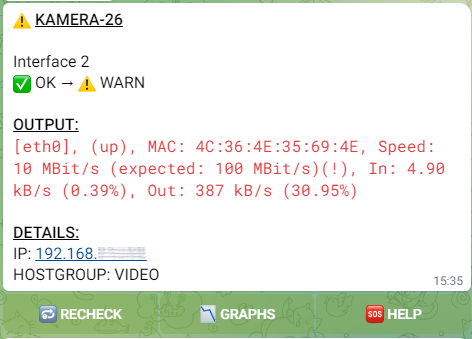 ⚠️ KAMERA-26
Interface 2
✅ OK → ⚠️ WARN
OUTPUT:
[eth0], (up), MAC: 4C:36:4E:35:69:4E, Speed:
10 MBit/s (expected: 100 MBit/s)(!), In: 4.90
kB/s (0.39%), Out: 387 kB/s (30.95%)
DETAILS:
IP: 192.168.
HOSTGROUP: VIDEO
15:35
🔁 RECHECK
📉 GRAPHS
🆘 HELP